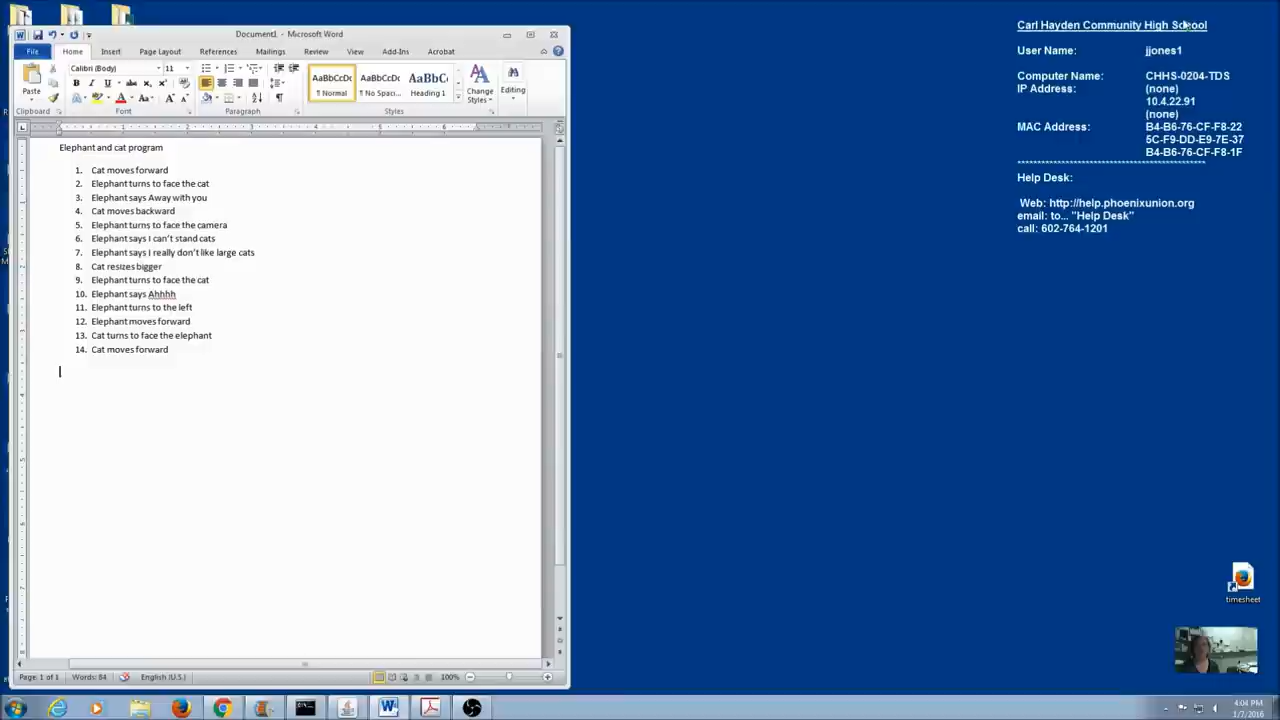 Document1 - Microsoft Word
File Home Insert Page Layout References Mailings Review View Add-Ins Acrobat
Calibri (Body) 11
Paste
B I U abc x₂ x²
AaBbCcDc AaBbCcDc AaBbC
¶ Normal ¶ No Spaci... Heading 1
Change
Styles
Editing
Clipboard Font Paragraph Styles
Elephant and cat program
1. Cat moves forward
2. Elephant turns to face the cat
3. Elephant says Away with you
4. Cat moves backward
5. Elephant turns to face the camera
6. Elephant says I can't stand cats
7. Elephant says I really don't like large cats
8. Cat resizes bigger
9. Elephant turns to face the cat
10. Elephant says Ahhhh
11. Elephant turns to the left
12. Elephant moves forward
13. Cat turns to face the elephant
14. Cat moves forward
Page: 1 of 1 Words: 84 English (U.S.) 100%
Carl Hayden Community High School
User Name: jjones1
Computer Name: CHHS-0204-TDS
IP Address: (none)
10.4.22.91
(none)
MAC Address: B4-B6-76-CF-F8-22
5C-F9-DD-E9-7E-37
B4-B6-76-CF-F8-1F
Help Desk:
Web: http://help.phoenixunion.org
email: to... "Help Desk"
call: 602-764-1201
timesheet
4:04 PM
1/7/2016